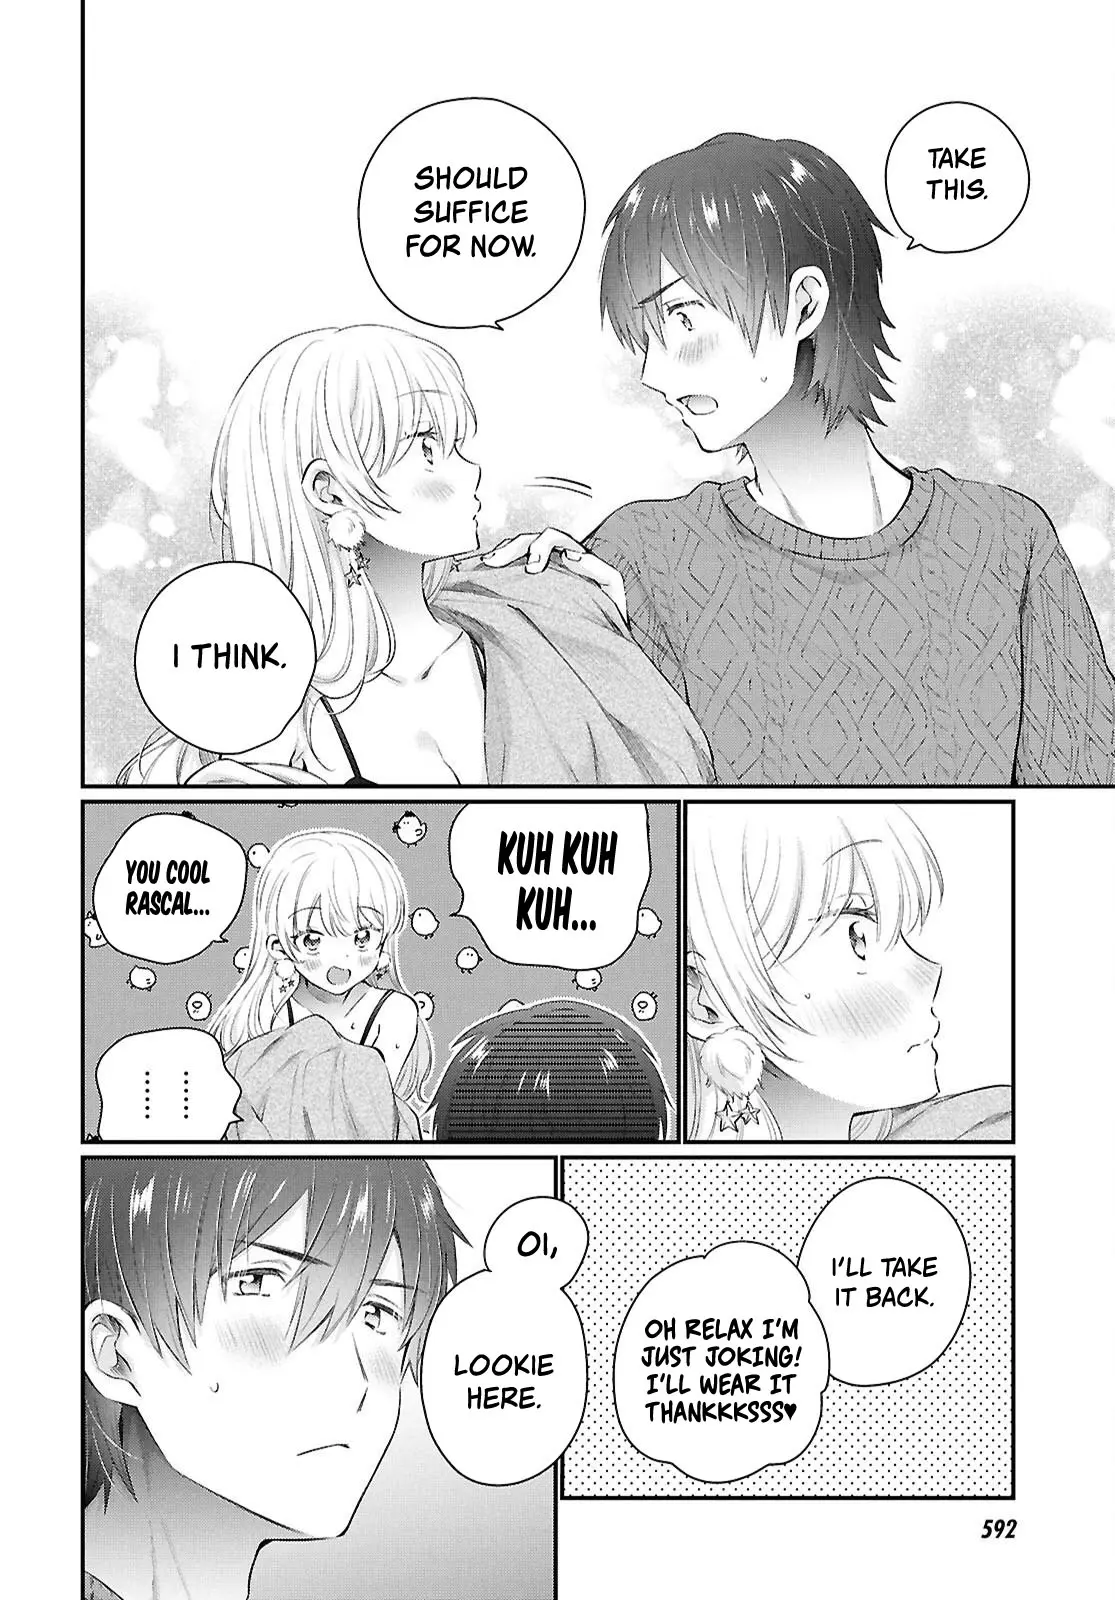 TAKE
THIS.
SHOULD
SUFFICE
FOR NOW.
I THINK.
KUH KUH
KUH...
YOU COOL
RASCAL...
......
......
I'LL TAKE
IT BACK.
OH RELAX I'M
JUST JOKING!
I'LL WEAR IT
THANKKKSSS♥
OI,
LOOKIE
HERE.
592